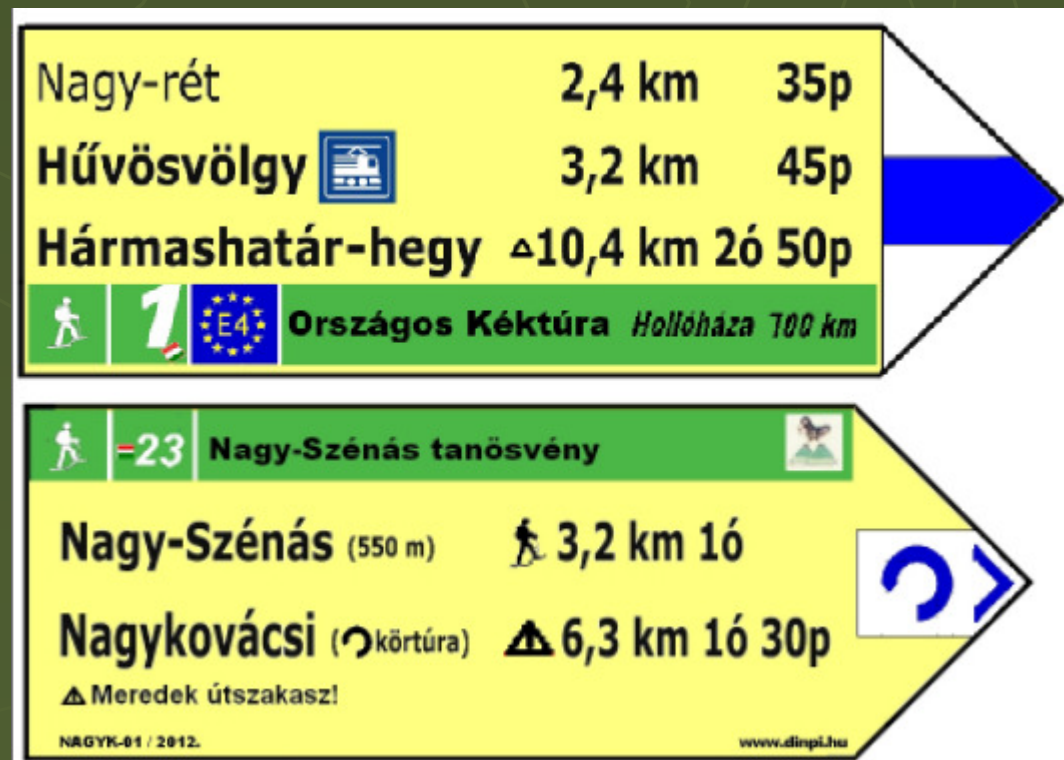 Nagy-rét 2,4 km 35p
Hűvösvölgy 3,2 km 45p
Hármashatár-hegy 10,4 km 2ó 50p
1 E4 Országos Kéktúra Hollóháza 700 km
=23 Nagy-Szénás tanösvény
Nagy-Szénás (550 m) 3,2 km 1ó
Nagykovácsi (körtúra) 6,3 km 1ó 30p
Meredek útszakasz!
NAGYK-01 / 2012. www.dinpi.hu